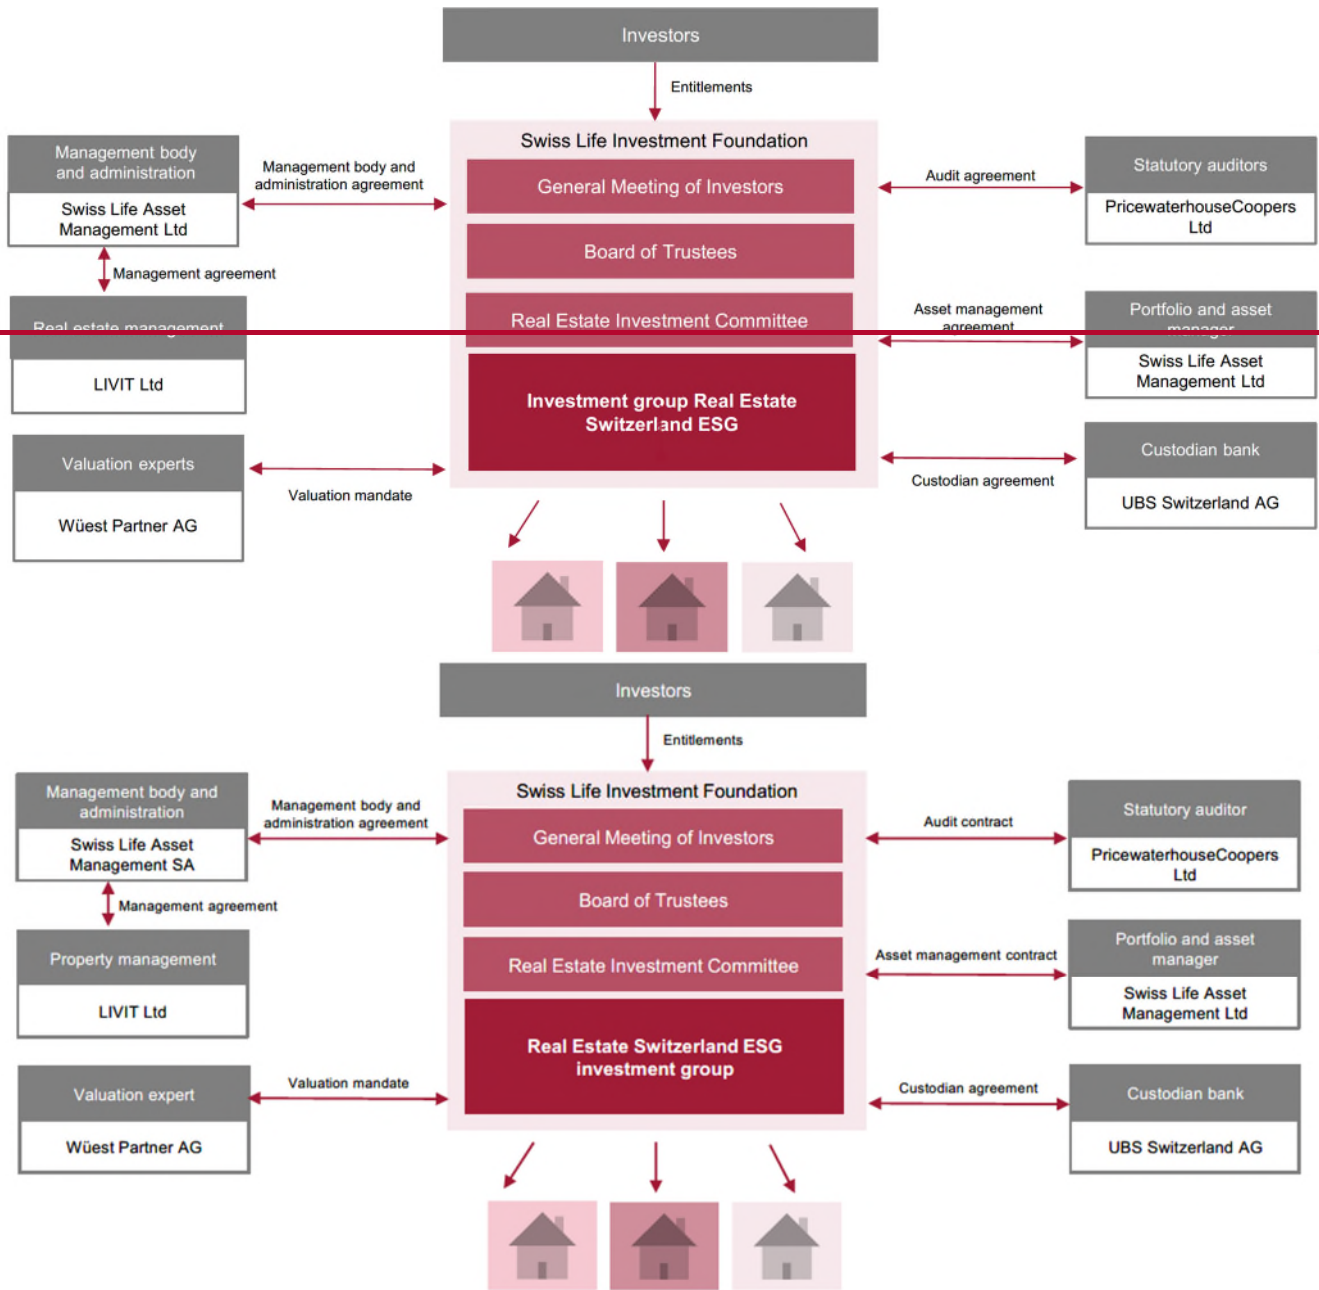 Investors
Entitlements
Swiss Life Investment Foundation
General Meeting of Investors
Board of Trustees
Real Estate Investment Committee
Investment group Real Estate
Switzerland ESG
Management body
and administration
Swiss Life Asset
Management Ltd
Management body and
administration agreement
Management agreement
Real estate management
LIVIT Ltd
Valuation experts
Wüest Partner AG
Valuation mandate
Audit agreement
Statutory auditors
PricewaterhouseCoopers
Ltd
Asset management
agreement
Portfolio and asset
manager
Swiss Life Asset
Management Ltd
Custodian agreement
Custodian bank
UBS Switzerland AG
Investors
Entitlements
Swiss Life Investment Foundation
General Meeting of Investors
Board of Trustees
Real Estate Investment Committee
Real Estate Switzerland ESG
investment group
Management body and
administration
Swiss Life Asset
Management SA
Management body and
administration agreement
Management agreement
Property management
LIVIT Ltd
Valuation expert
Wüest Partner AG
Valuation mandate
Audit contract
Statutory auditor
PricewaterhouseCoopers
Ltd
Asset management contract
Portfolio and asset
manager
Swiss Life Asset
Management Ltd
Custodian agreement
Custodian bank
UBS Switzerland AG